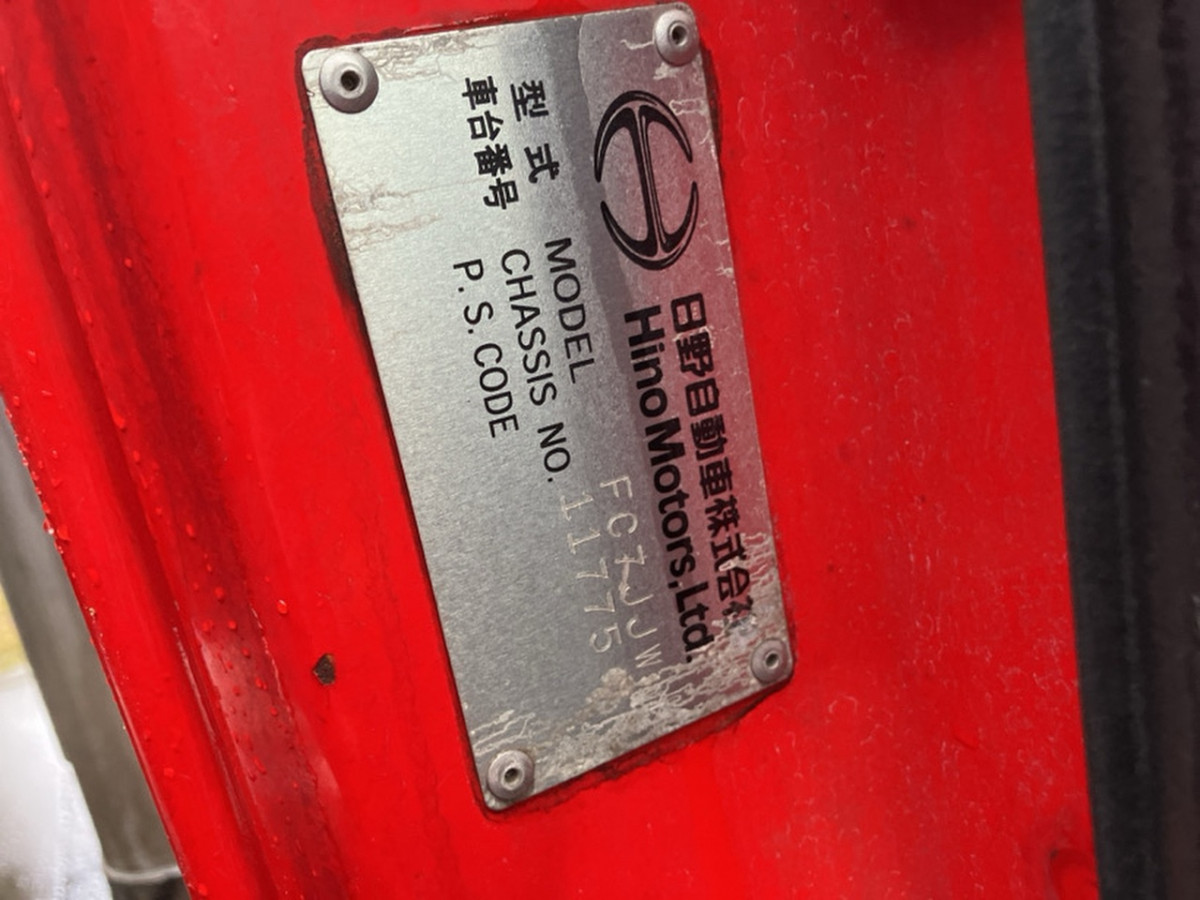 日野自動車株式会社
Hino Motors,Ltd.
型式 MODEL FC7JJW
車台番号 CHASSIS NO. 11775
P.S.CODE